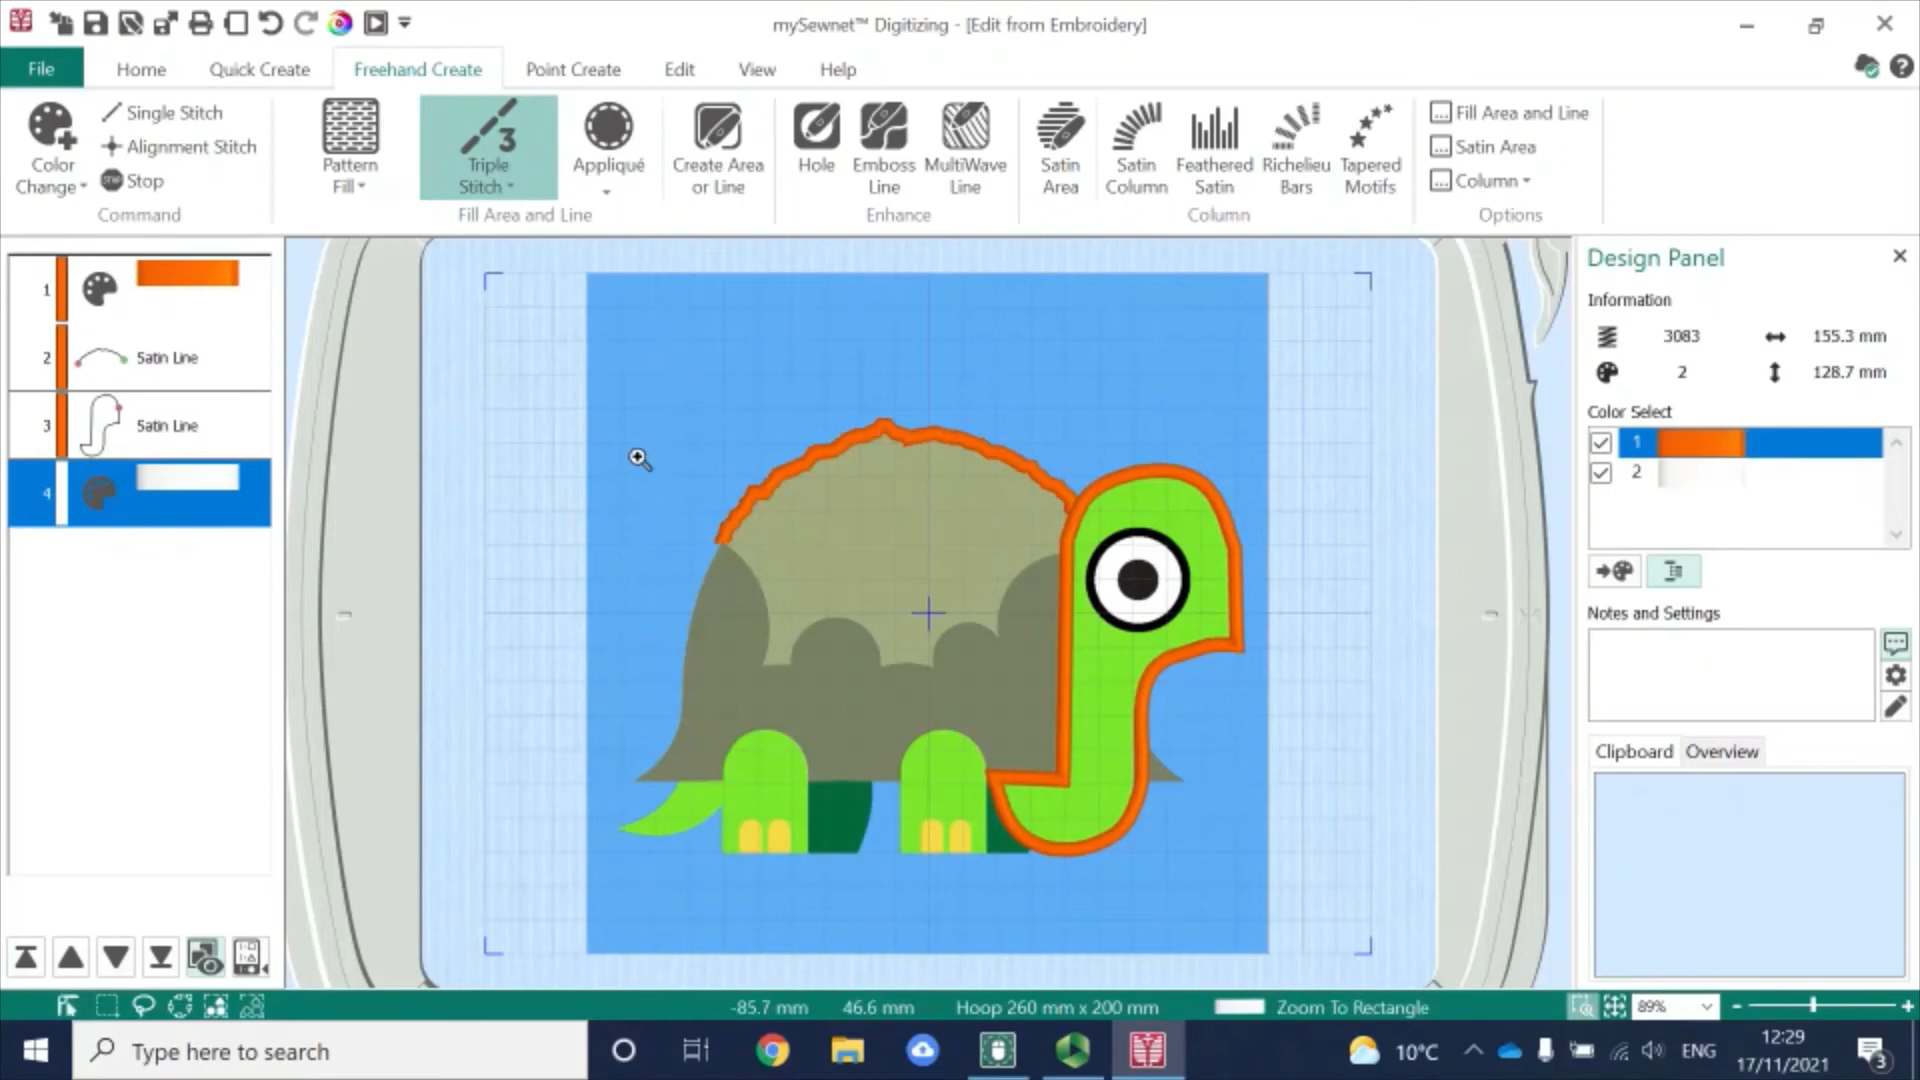 mySewnet™ Digitizing - [Edit from Embroidery]
File Home Quick Create Freehand Create Point Create Edit View Help
Color Change
Single Stitch
Alignment Stitch
STOP Stop
Command
Pattern Fill
3 Triple Stitch
Appliqué
Create Area or Line
Fill Area and Line
Hole
Emboss Line
MultiWave Line
Enhance
Satin Area
Satin Column
Feathered Satin
Richelieu Bars
Tapered Motifs
Column
Fill Area and Line
Satin Area
Column
Options
1
2 Satin Line
3 Satin Line
4
Design Panel
Information
3083 155.3 mm
2 128.7 mm
Color Select
1
2
Notes and Settings
Clipboard Overview
-85.7 mm 46.6 mm Hoop 260 mm x 200 mm Zoom To Rectangle 89%
Type here to search
10°C ENG
12:29
17/11/2021
3